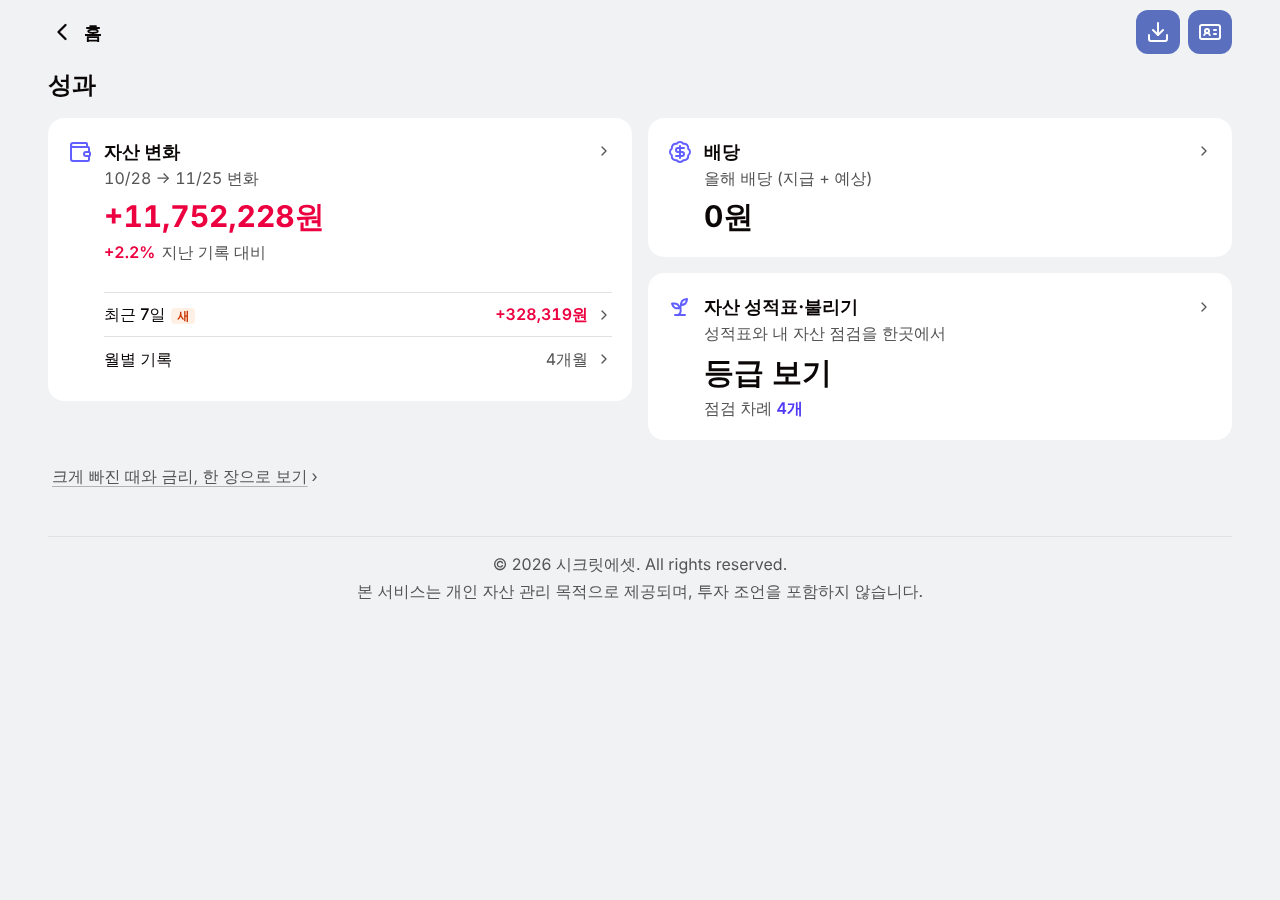 홈
성과
자산 변화
10/28 → 11/25 변화
+11,752,228원
+2.2% 지난 기록 대비
최근 7일 새 +328,319원
월별 기록 4개월
배당
올해 배당 (지급 + 예상)
0원
자산 성적표·불리기
성적표와 내 자산 점검을 한곳에서
등급 보기
점검 차례 4개
크게 빠진 때와 금리, 한 장으로 보기 ›
© 2026 시크릿에셋. All rights reserved.
본 서비스는 개인 자산 관리 목적으로 제공되며, 투자 조언을 포함하지 않습니다.